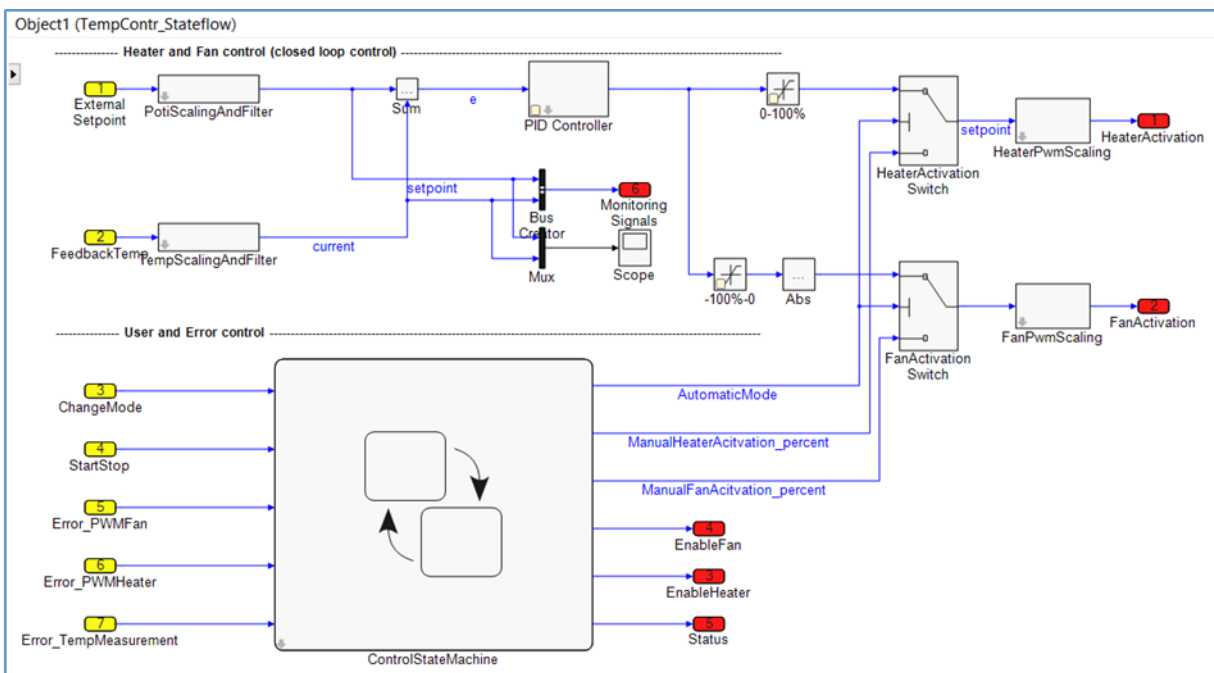 Object1 (TempContr_Stateflow)
--------------- Heater and Fan control (closed loop control) ---------------
1
External
Setpoint
PotiScalingAndFilter
...
Sum
e
PID Controller
0-100%
HeaterActivation
Switch
setpoint
HeaterPwmScaling
1
HeaterActivation
setpoint
Bus
Creator
6
Monitoring
Signals
2
FeedbackTemp
TempScalingAndFilter
current
Mux
Scope
-100%-0
...
Abs
FanActivation
Switch
FanPwmScaling
2
FanActivation
--------------- User and Error control ---------------
3
ChangeMode
4
StartStop
5
Error_PWMFan
6
Error_PWMHeater
7
Error_TempMeasurement
ControlStateMachine
AutomaticMode
ManualHeaterAcitvation_percent
ManualFanAcitvation_percent
4
EnableFan
3
EnableHeater
5
Status